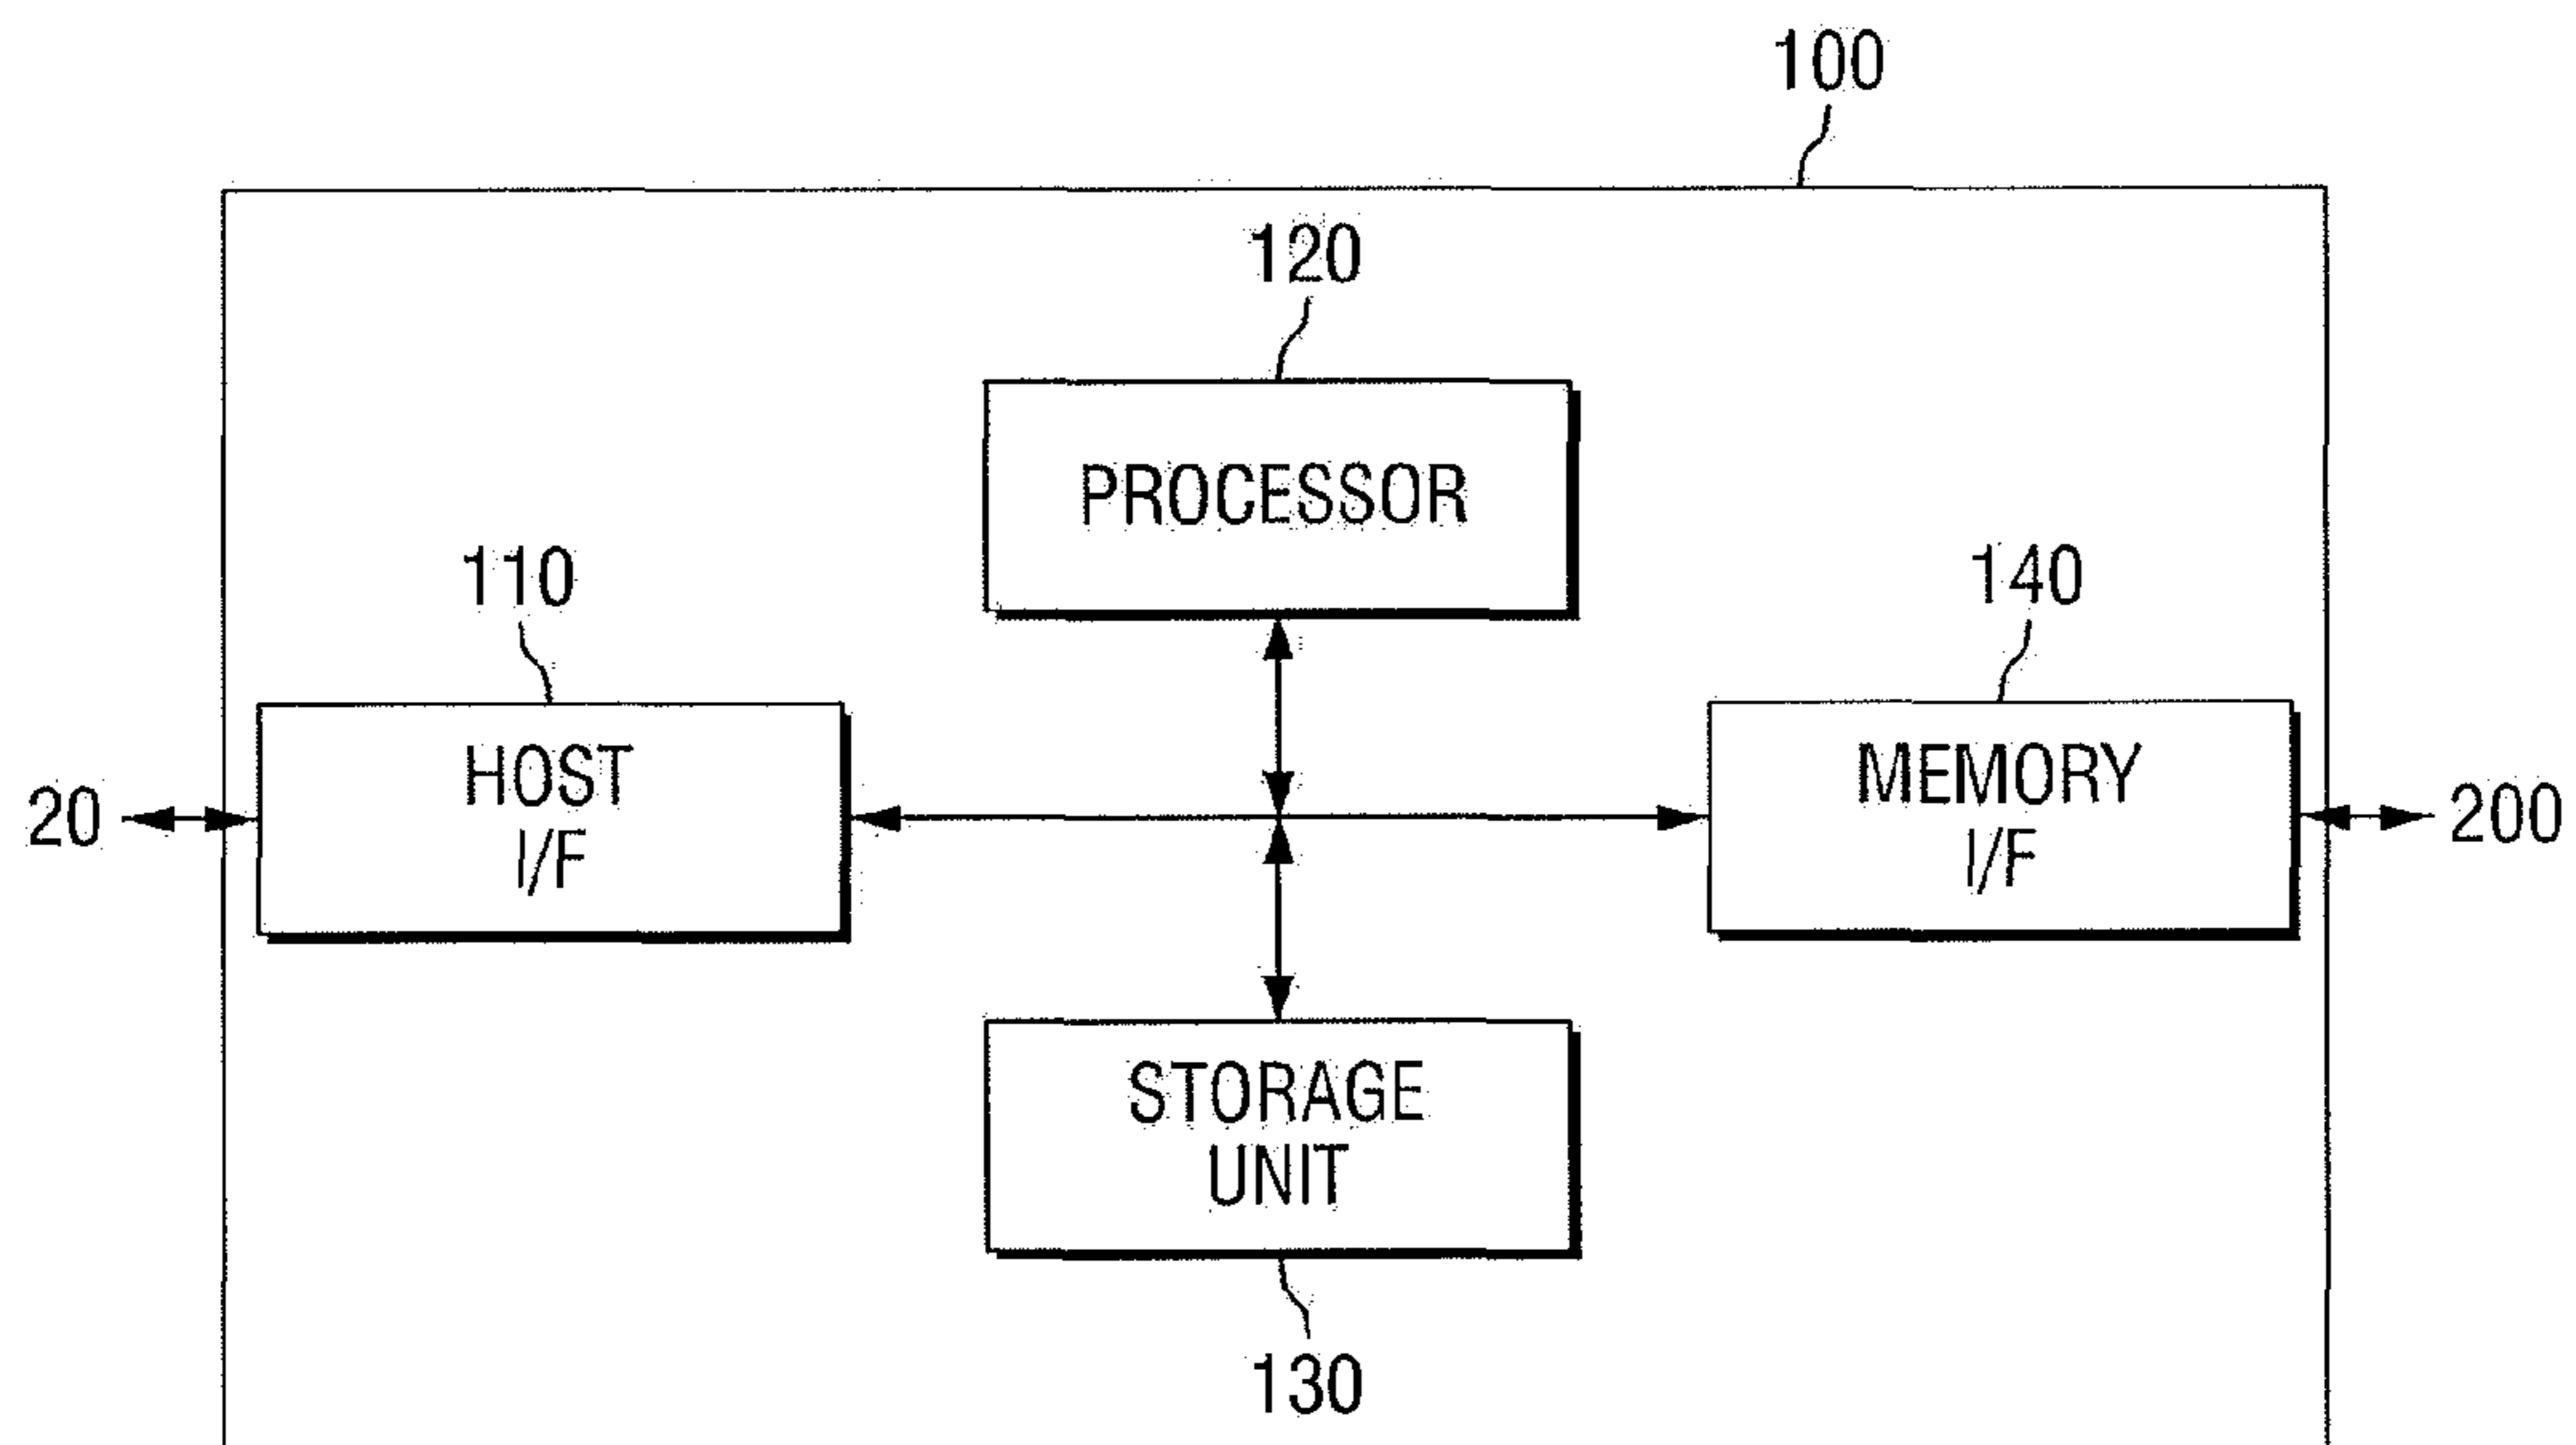 100
120
PROCESSOR
110
140
HOST
I/F
MEMORY
I/F
20
200
STORAGE
UNIT
130